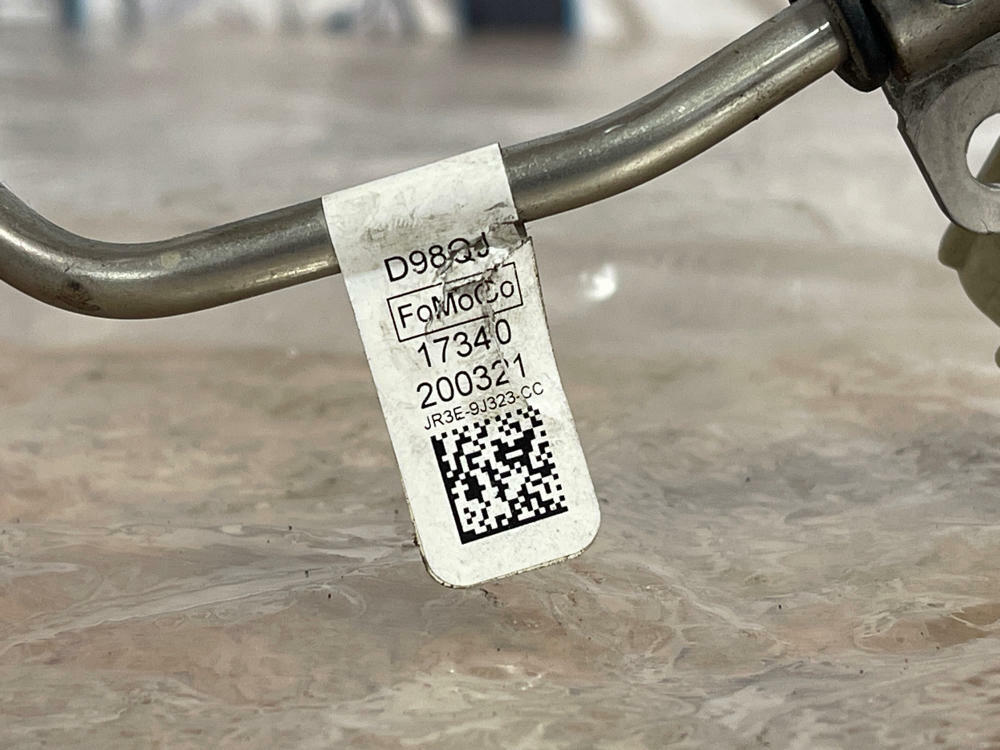 D98QJ
FoMoCo
17340
200321
JR3E-9J323-CC